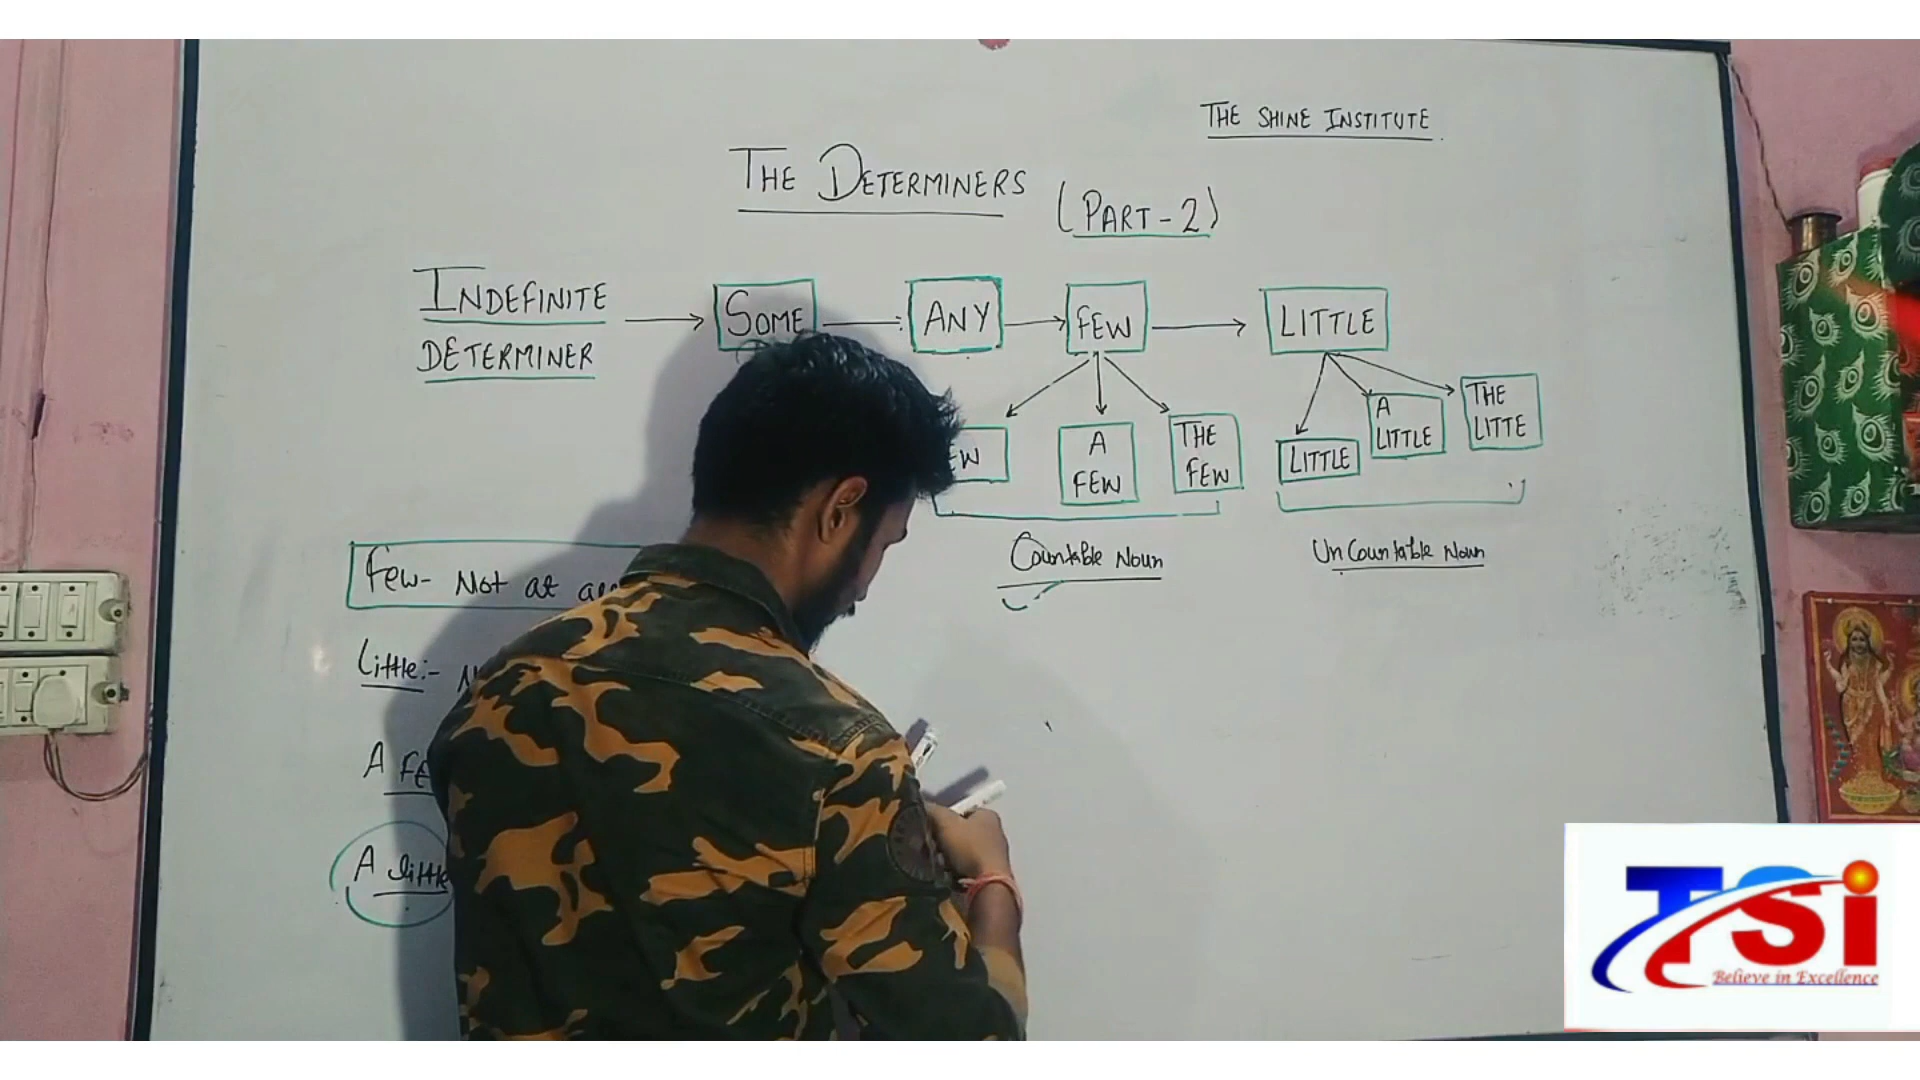 THE SHINE INSTITUTE
THE DETERMINERS (PART-2)
INDEFINITE DETERMINER
SOME
ANY
FEW
LITTLE
A FEW
THE FEW
LITTLE
A LITTLE
THE LITTE
Countable Noun
UnCountable Noun
Few- Not at
Little:-
A
A little
TSi
Believe in Excellence